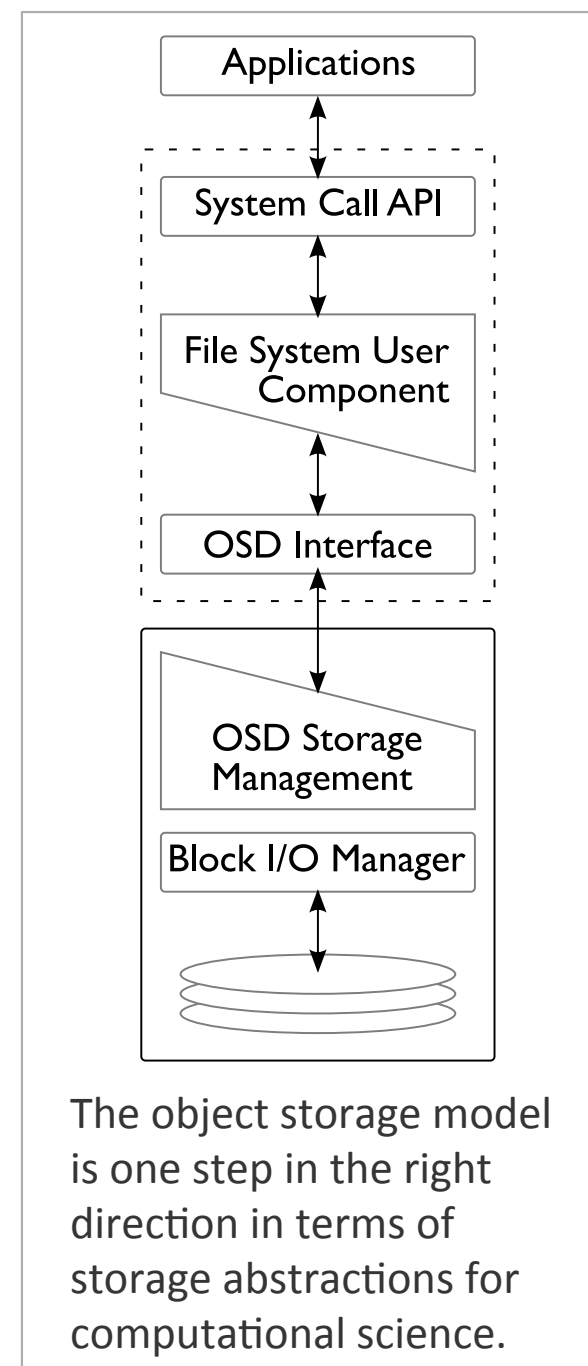 Applications
System Call API
File System User
Component
OSD Interface
OSD Storage
Management
Block I/O Manager
The object storage model
is one step in the right
direction in terms of
storage abstractions for
computational science.